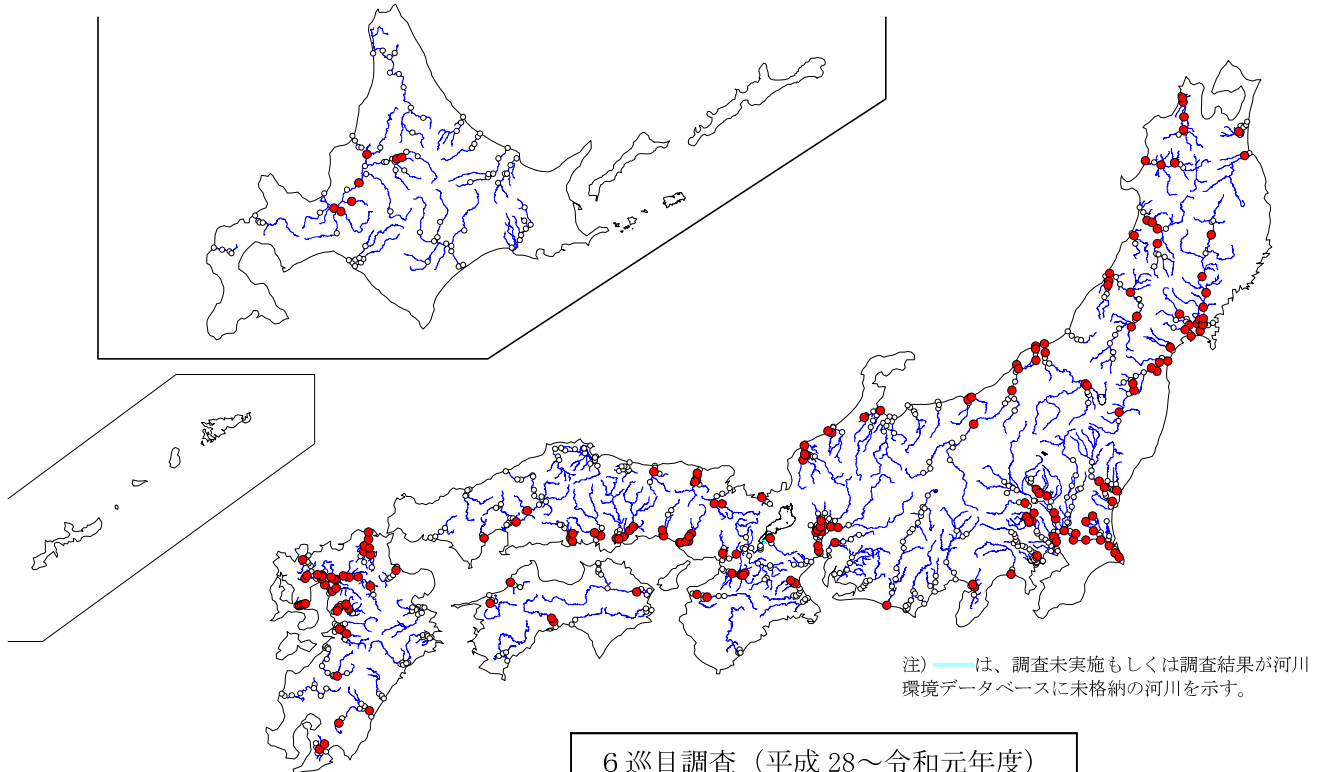 注） は、調査未実施もしくは調査結果が河川
環境データベースに未格納の河川を示す。
６巡目調査（平成 28～令和元年度）